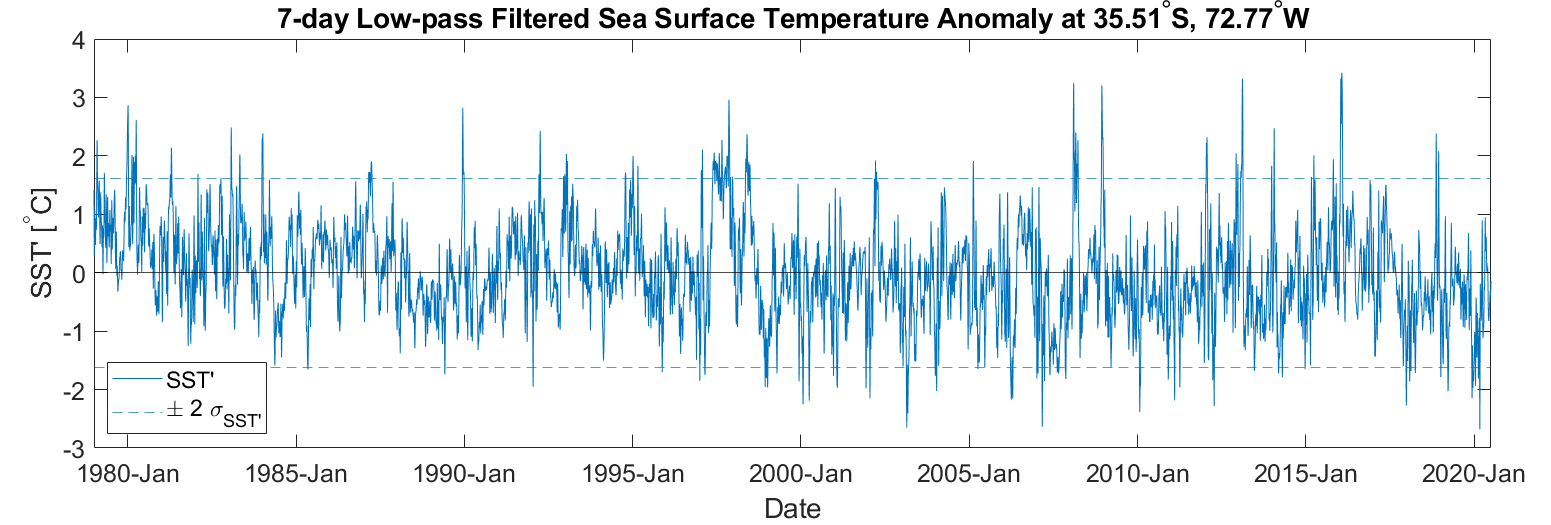 7-day Low-pass Filtered Sea Surface Temperature Anomaly at 35.51°S, 72.77°W
4
3
2
1
0
-1
-2
-3
SST' [°C]
SST'
± 2 σSST'
1980-Jan 1985-Jan 1990-Jan 1995-Jan 2000-Jan 2005-Jan 2010-Jan 2015-Jan 2020-Jan
Date